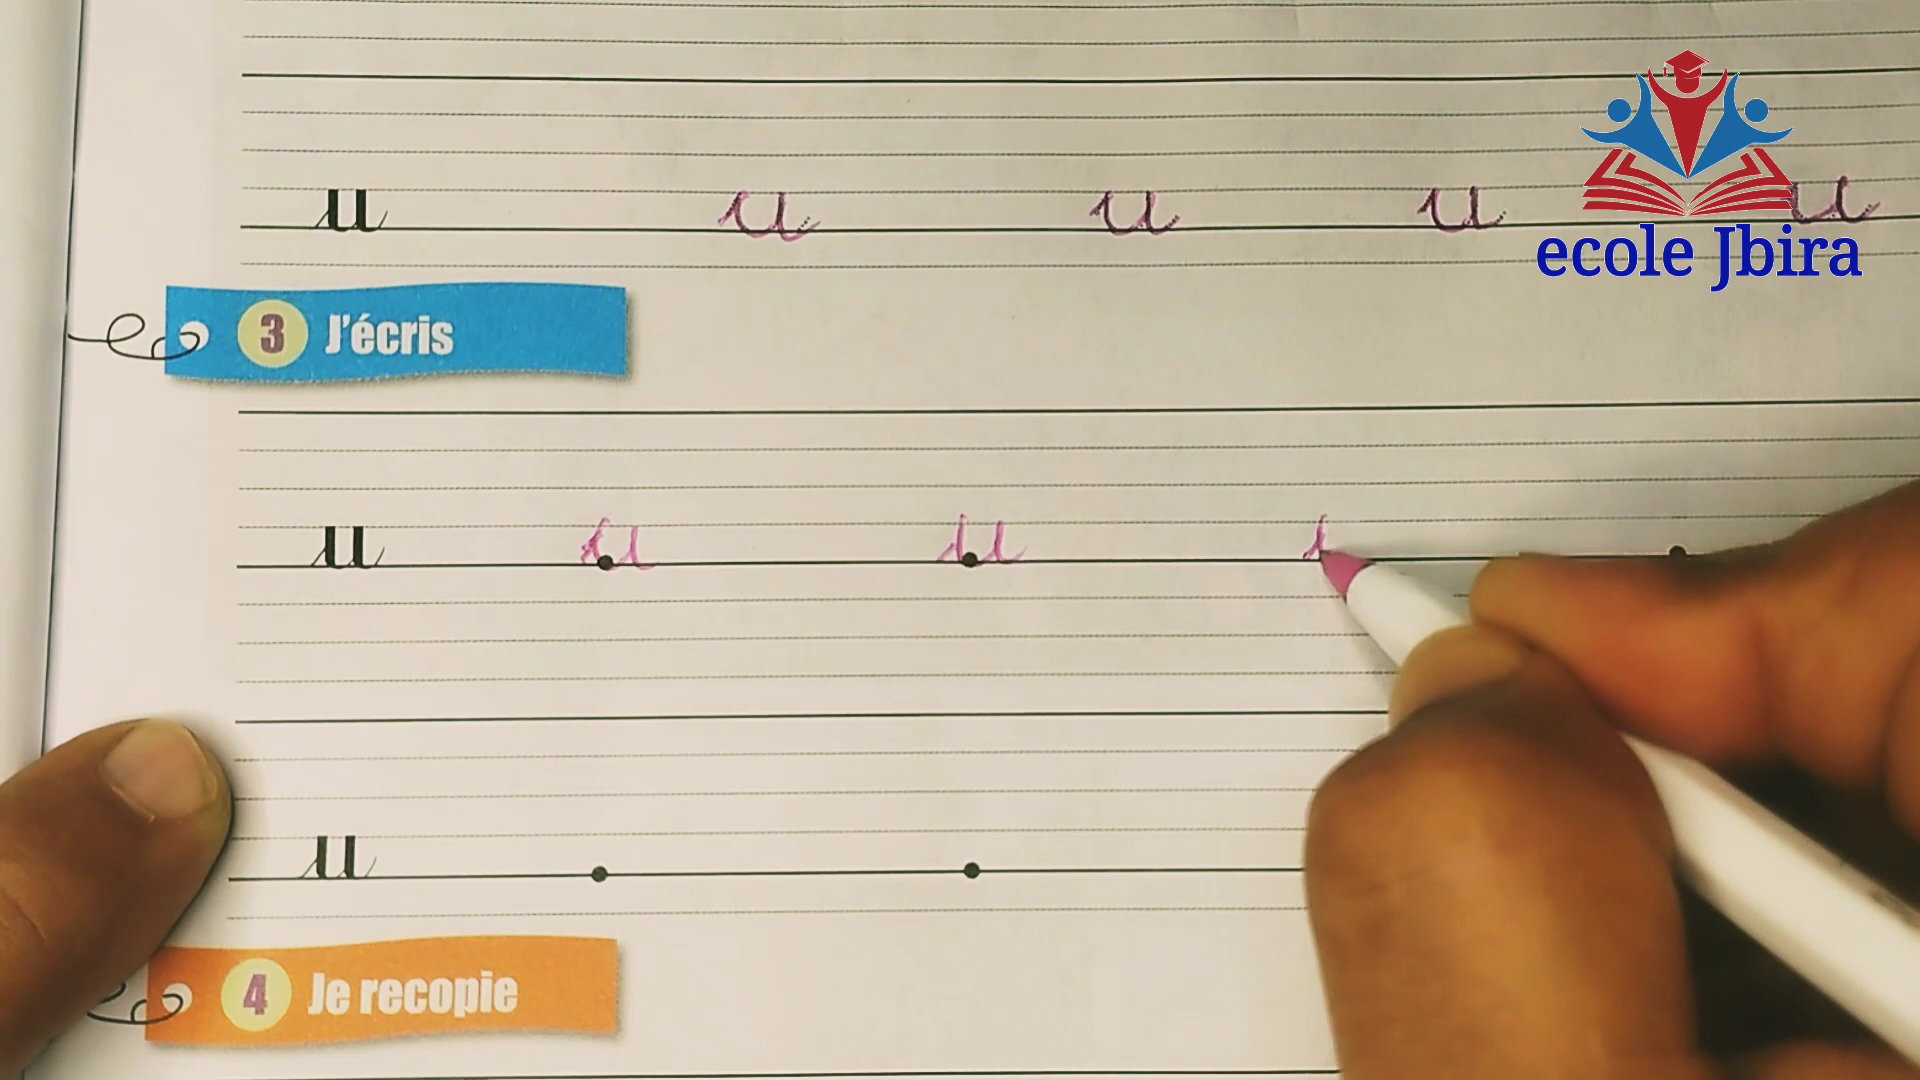 u u u u u
ecole Jbira
3 J'écris
u u u
u
4 Je recopie